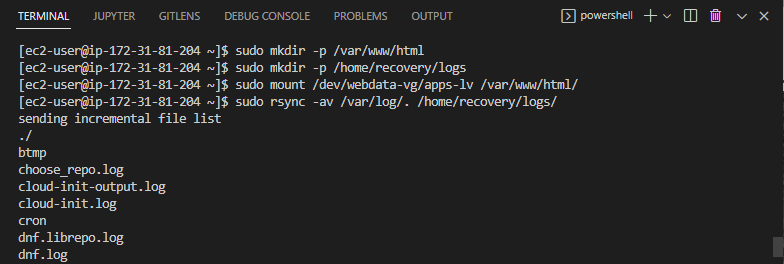 TERMINAL JUPYTER GITLENS DEBUG CONSOLE PROBLEMS OUTPUT powershell
[ec2-user@ip-172-31-81-204 ~]$ sudo mkdir -p /var/www/html
[ec2-user@ip-172-31-81-204 ~]$ sudo mkdir -p /home/recovery/logs
[ec2-user@ip-172-31-81-204 ~]$ sudo mount /dev/webdata-vg/apps-lv /var/www/html/
[ec2-user@ip-172-31-81-204 ~]$ sudo rsync -av /var/log/. /home/recovery/logs/
sending incremental file list
./
btmp
choose_repo.log
cloud-init-output.log
cloud-init.log
cron
dnf.librepo.log
dnf.log